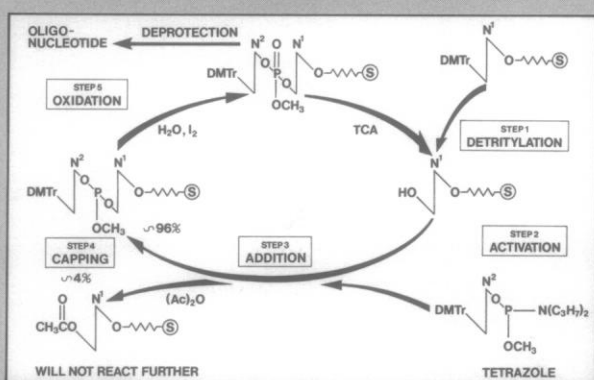 OLIGO-
NUCLEOTIDE
DEPROTECTION
N² O N¹
DMTr O P O O S
OCH₃
N¹
DMTr O S
STEP 5
OXIDATION
H₂O, I₂
TCA
STEP 1
DETRITYLATION
N² N¹
DMTr O P O O S
OCH₃
∽96%
N¹
HO O S
STEP 4
CAPPING
∽4%
STEP 3
ADDITION
STEP 2
ACTIVATION
(Ac)₂O
O N¹
CH₃CO O S
WILL NOT REACT FURTHER
N²
DMTr O P N(C₃H₇)₂
OCH₃
TETRAZOLE